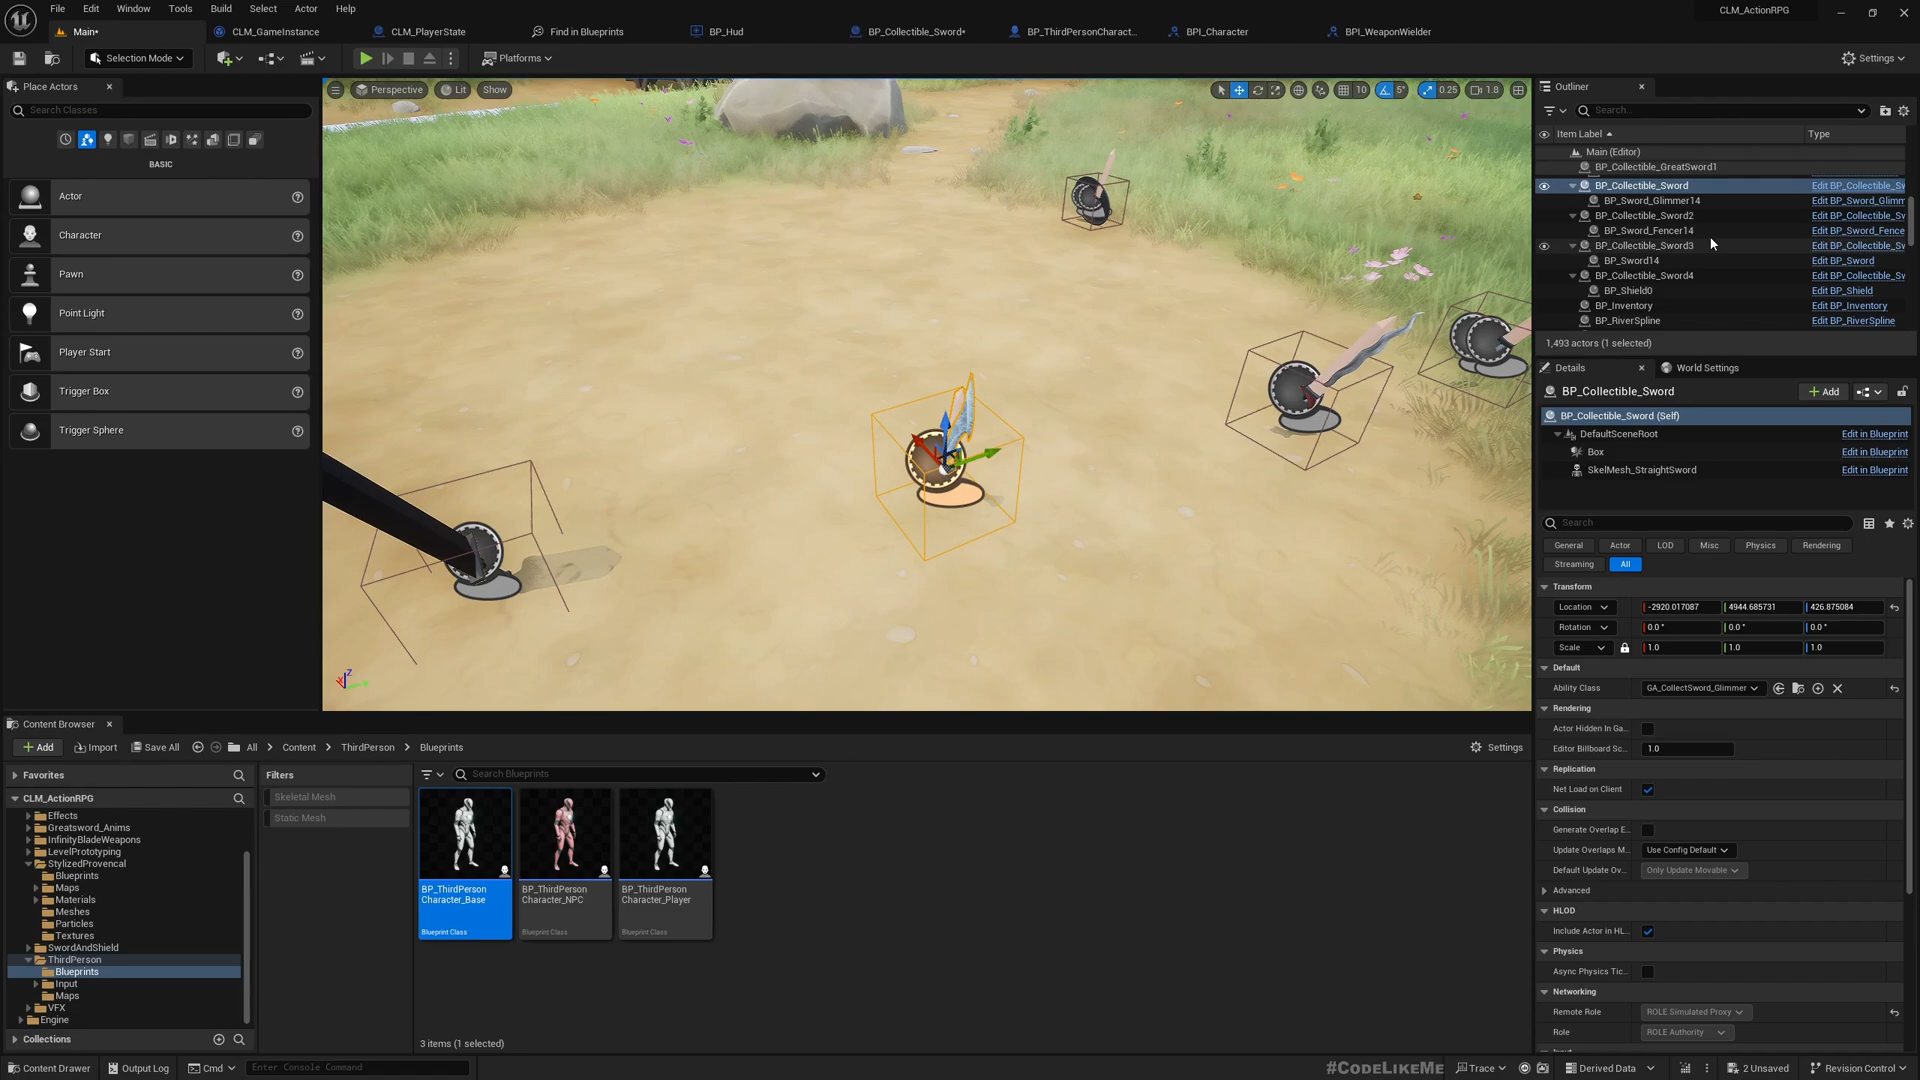 File Edit Window Tools Build Select Actor Help
CLM_ActionRPG
Main*
CLM_GameInstance
CLM_PlayerState
Find in Blueprints
BP_Hud
BP_Collectible_Sword*
BP_ThirdPersonCharact...
BPI_Character
BPI_WeaponWielder
Selection Mode
Platforms
Settings
Place Actors
Search Classes
BASIC
Actor
Character
Pawn
Point Light
Player Start
Trigger Box
Trigger Sphere
Perspective
Lit
Show
10
5°
0.25
1.8
Outliner
Search...
Item Label
Type
Main (Editor)
BP_Collectible_GreatSword1
BP_Collectible_Sword Edit BP_Collectible_Sv
BP_Sword_Glimmer14 Edit BP_Sword_Glimm
BP_Collectible_Sword2 Edit BP_Collectible_Sv
BP_Sword_Fencer14 Edit BP_Sword_Fence
BP_Collectible_Sword3 Edit BP_Collectible_Sv
BP_Sword14 Edit BP_Sword
BP_Collectible_Sword4 Edit BP_Collectible_Sv
BP_Shield0 Edit BP_Shield
BP_Inventory Edit BP_Inventory
BP_RiverSpline Edit BP_RiverSpline
1,493 actors (1 selected)
Details
World Settings
BP_Collectible_Sword
Add
BP_Collectible_Sword (Self)
DefaultSceneRoot Edit in Blueprint
Box Edit in Blueprint
SkelMesh_StraightSword Edit in Blueprint
Search
General Actor LOD Misc Physics Rendering
Streaming All
Transform
Location -2920.017087 4944.685731 426.875084
Rotation 0.0° 0.0° 0.0°
Scale 1.0 1.0 1.0
Default
Ability Class GA_CollectSword_Glimmer
Rendering
Actor Hidden In Ga...
Editor Billboard Sc... 1.0
Replication
Net Load on Client
Collision
Generate Overlap E...
Update Overlaps M... Use Config Default
Default Update Ov... Only Update Movable
Advanced
HLOD
Include Actor in HL...
Physics
Async Physics Tic...
Networking
Remote Role ROLE Simulated Proxy
Role ROLE Authority
Content Browser
Add
Import
Save All
All
Content
ThirdPerson
Blueprints
Settings
Favorites
CLM_ActionRPG
Effects
Greatsword_Anims
InfinityBladeWeapons
LevelPrototyping
StylizedProvencal
Blueprints
Maps
Materials
Meshes
Particles
Textures
SwordAndShield
ThirdPerson
Blueprints
Input
Maps
VFX
Engine
Collections
Filters
Skeletal Mesh
Static Mesh
Search Blueprints
BP_ThirdPerson
Character_Base
Blueprint Class
BP_ThirdPerson
Character_NPC
Blueprint Class
BP_ThirdPerson
Character_Player
Blueprint Class
3 items (1 selected)
Content Drawer
Output Log
Cmd
Enter Console Command
#CodeLikeMe
Trace
Derived Data
2 Unsaved
Revision Control